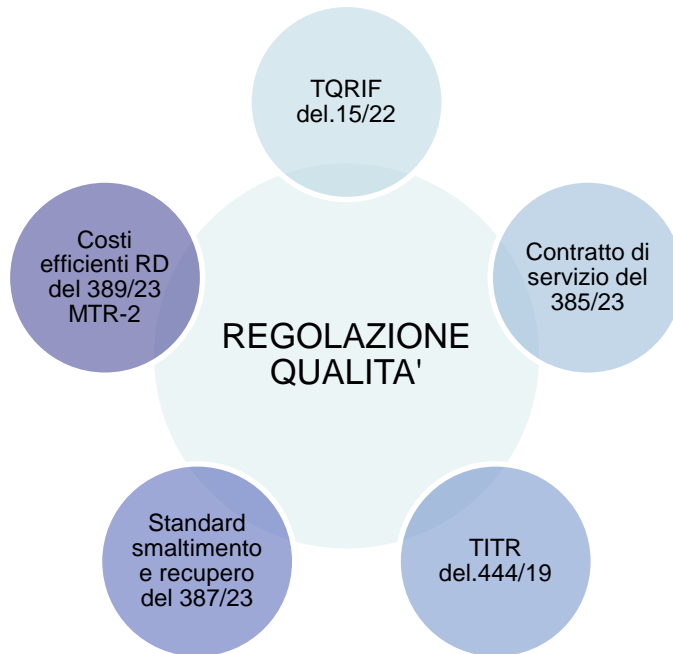 TQRIF
del.15/22
Costi
efficienti RD
del 389/23
MTR-2
Contratto di
servizio del
385/23
REGOLAZIONE
QUALITA'
Standard
smaltimento
e recupero
del 387/23
TITR
del.444/19